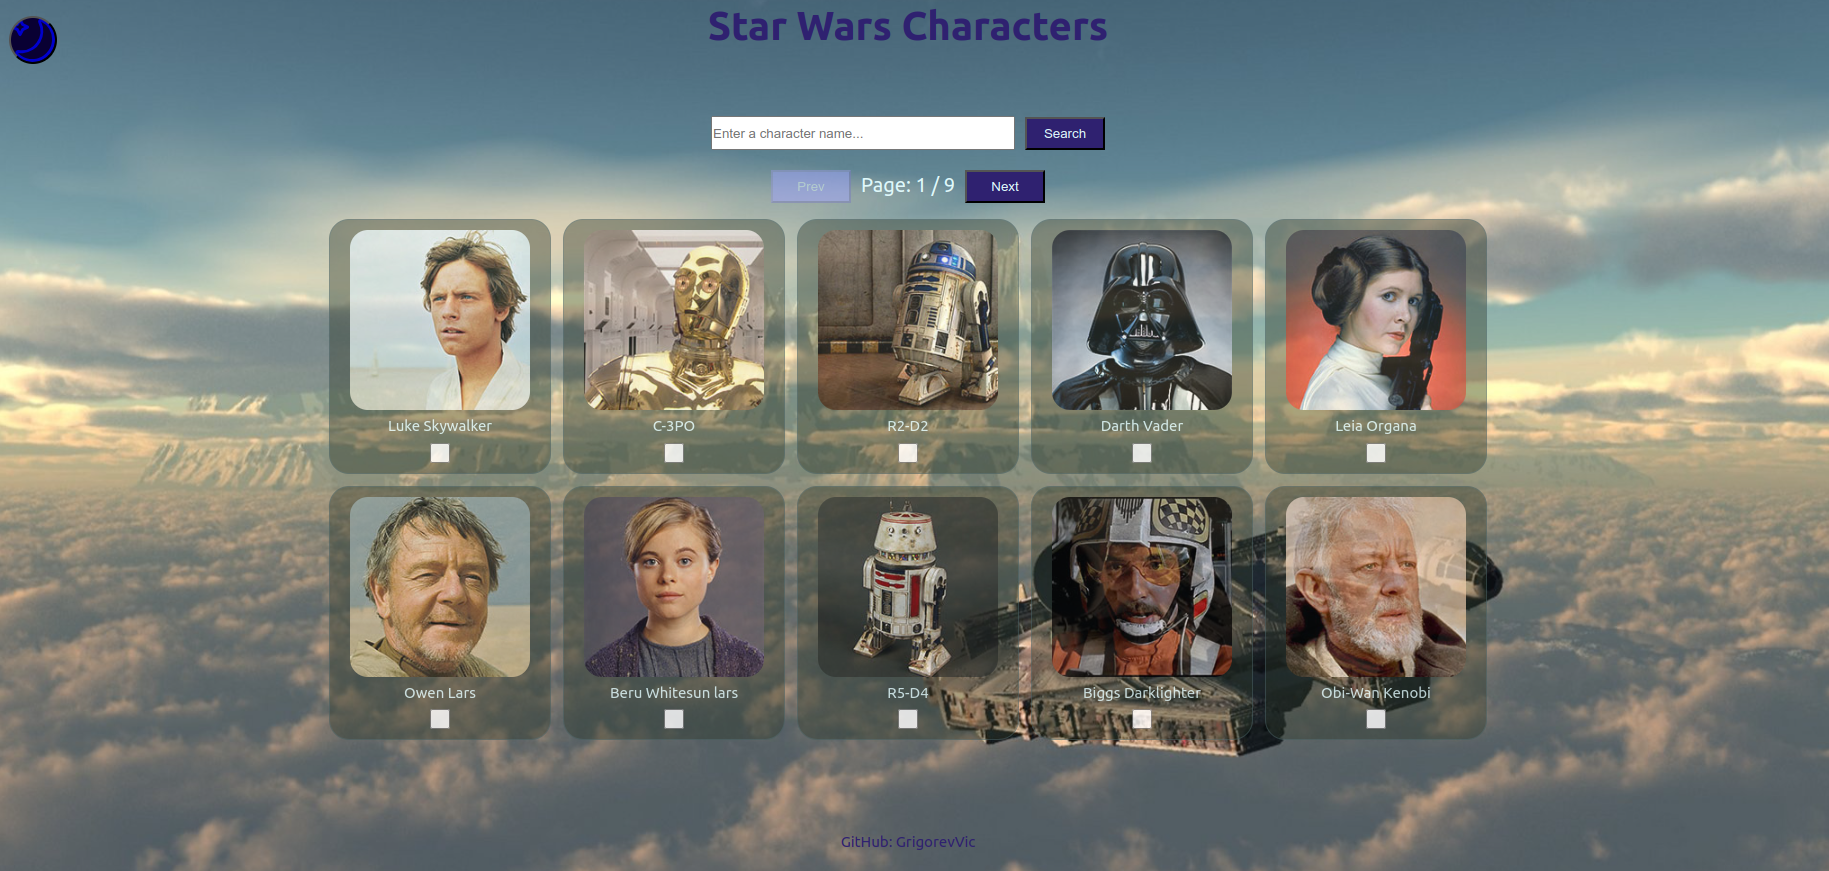 Star Wars Characters
Enter a character name... Search
Prev Page: 1 / 9 Next
Luke Skywalker C-3PO R2-D2 Darth Vader Leia Organa
Owen Lars Beru Whitesun lars R5-D4 Biggs Darklighter Obi-Wan Kenobi
GitHub: GrigorevVic